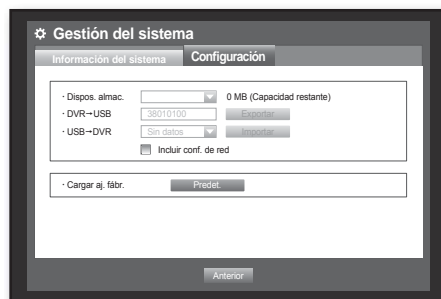 Gestión del sistema
Información del sistema Configuración
· Dispos. almac. 0 MB (Capacidad restante)
· DVR→USB 38010100 Exportar
· USB→DVR Sin datos Importar
Incluir conf. de red
· Cargar aj. fábr. Predet.
Anterior